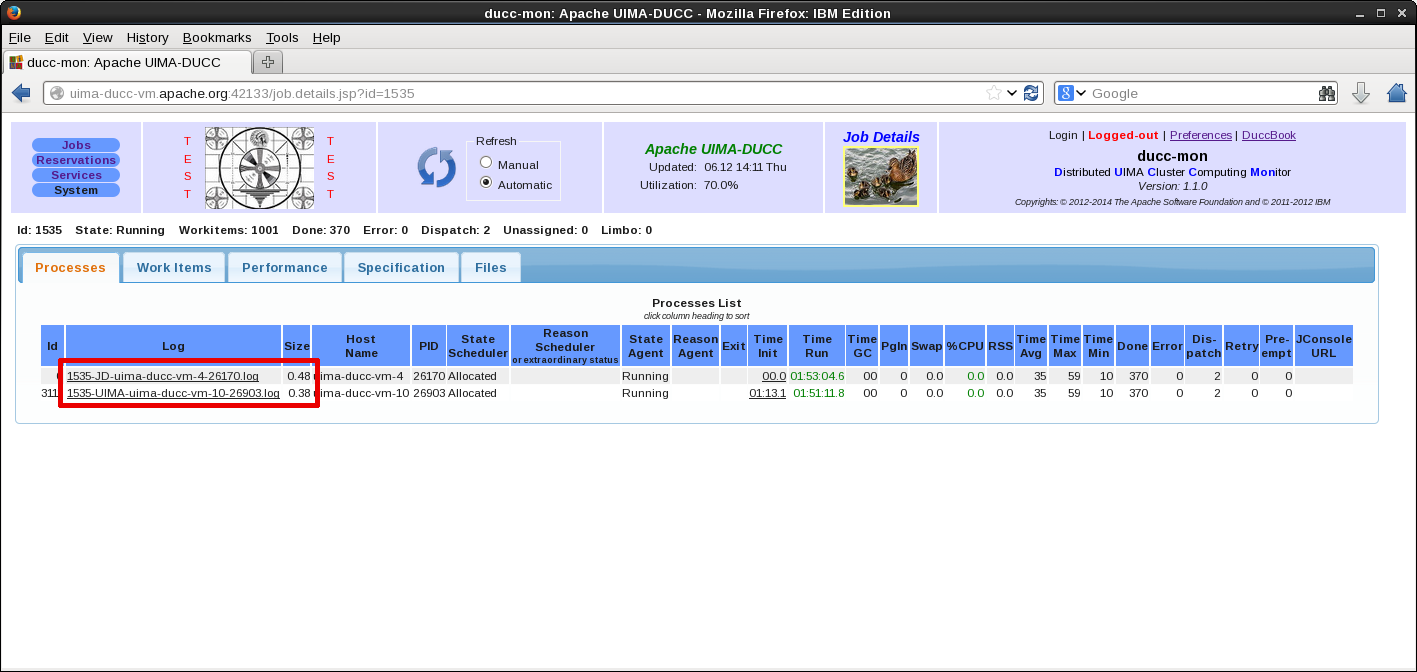 ducc-mon: Apache UIMA-DUCC - Mozilla Firefox: IBM Edition
File Edit View History Bookmarks Tools Help
ducc-mon: Apache UIMA-DUCC
uima-ducc-vm.apache.org:42133/job.details.jsp?id=1535
8 Google
Jobs
Reservations
Services
System
T
E
S
T
T
E
S
T
Refresh
Manual
Automatic
Apache UIMA-DUCC
Updated: 06.12 14:11 Thu
Utilization: 70.0%
Job Details
Login | Logged-out | Preferences | DuccBook
ducc-mon
Distributed UIMA Cluster Computing Monitor
Version: 1.1.0
Copyrights: © 2012-2014 The Apache Software Foundation and © 2011-2012 IBM
Id: 1535 State: Running Workitems: 1001 Done: 370 Error: 0 Dispatch: 2 Unassigned: 0 Limbo: 0
Processes Work Items Performance Specification Files
Processes List
click column heading to sort
Id Log Size Host Name PID State Scheduler Reason Scheduler or extraordinary status State Agent Reason Agent Exit Time Init Time Run Time GC PgIn Swap %CPU RSS Time Avg Time Max Time Min Done Error Dis-patch Retry Pre-empt JConsole URL
1535-JD-uima-ducc-vm-4-26170.log 0.48 uima-ducc-vm-4 26170 Allocated Running 00.0 01:53:04.6 00 0 0.0 0.0 0.0 35 59 10 370 0 2 0 0
311 1535-UIMA-uima-ducc-vm-10-26903.log 0.38 uima-ducc-vm-10 26903 Allocated Running 01:13.1 01:51:11.8 00 0 0.0 0.0 0.0 35 59 10 370 0 2 0 0